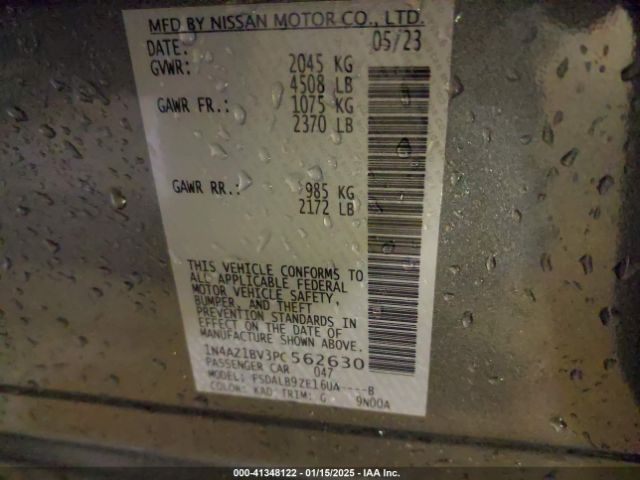 MFD BY NISSAN MOTOR CO., LTD.
DATE: 05/23
GVWR: 2045 KG
4508 LB
GAWR FR.: 1075 KG
2370 LB
GAWR RR.: 985 KG
2172 LB
THIS VEHICLE CONFORMS TO
ALL APPLICABLE FEDERAL
MOTOR VEHICLE SAFETY,
BUMPER, AND THEFT
PREVENTION STANDARDS IN
EFFECT ON THE DATE OF
MANUFACTURE SHOWN ABOVE.
1N4AZ1BV3PC562630
PASSENGER CAR 047
MODEL: FSDALB9ZE16UA----B
COLOR: KAD TRIM: G 9N00A
000-41348122 — 01/15/2025 — IAA Inc.